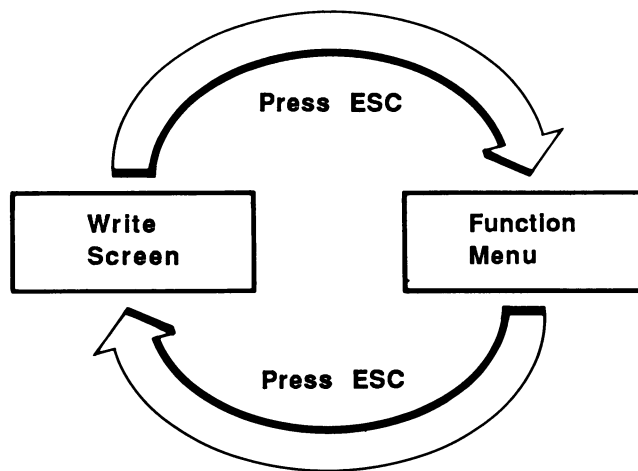 Press ESC
Write
Screen
Function
Menu
Press ESC